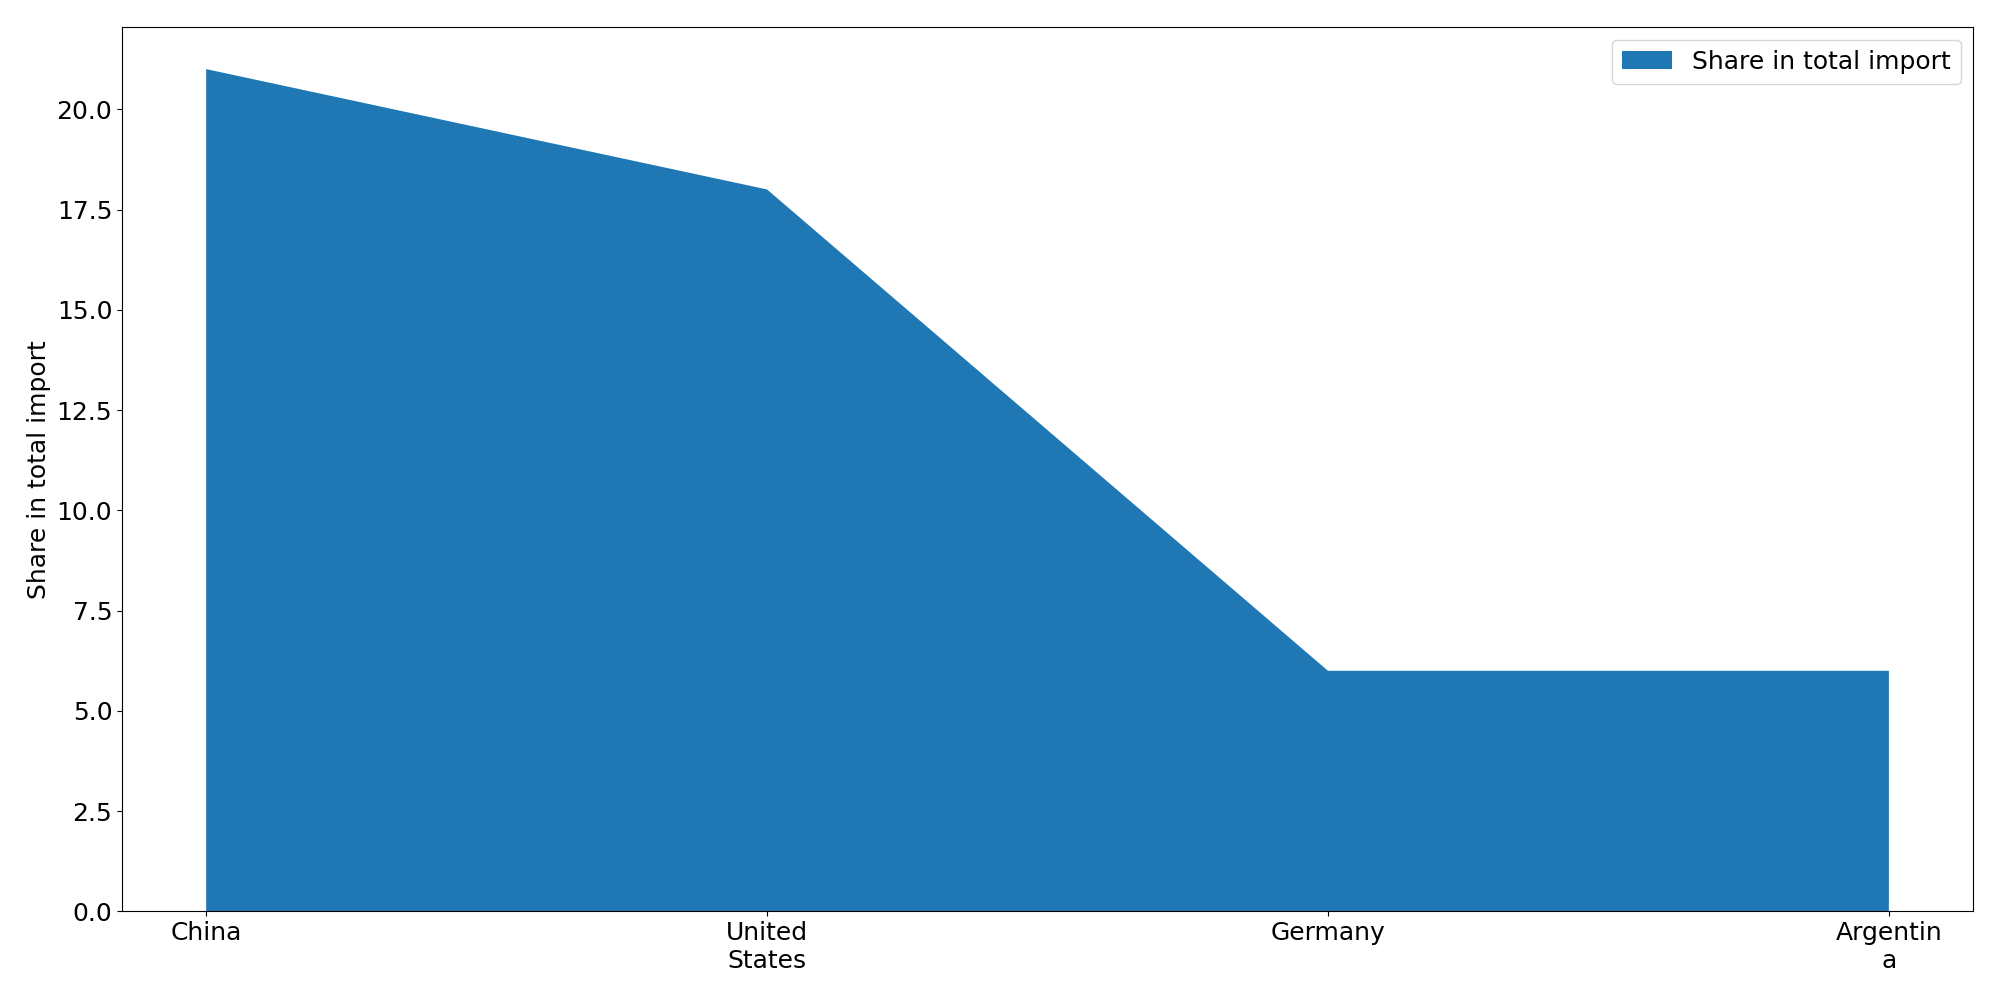 Share in total import
20.0
17.5
15.0
12.5
10.0
7.5
5.0
2.5
0.0
Share in total import
China
United
States
Germany
Argentin
a